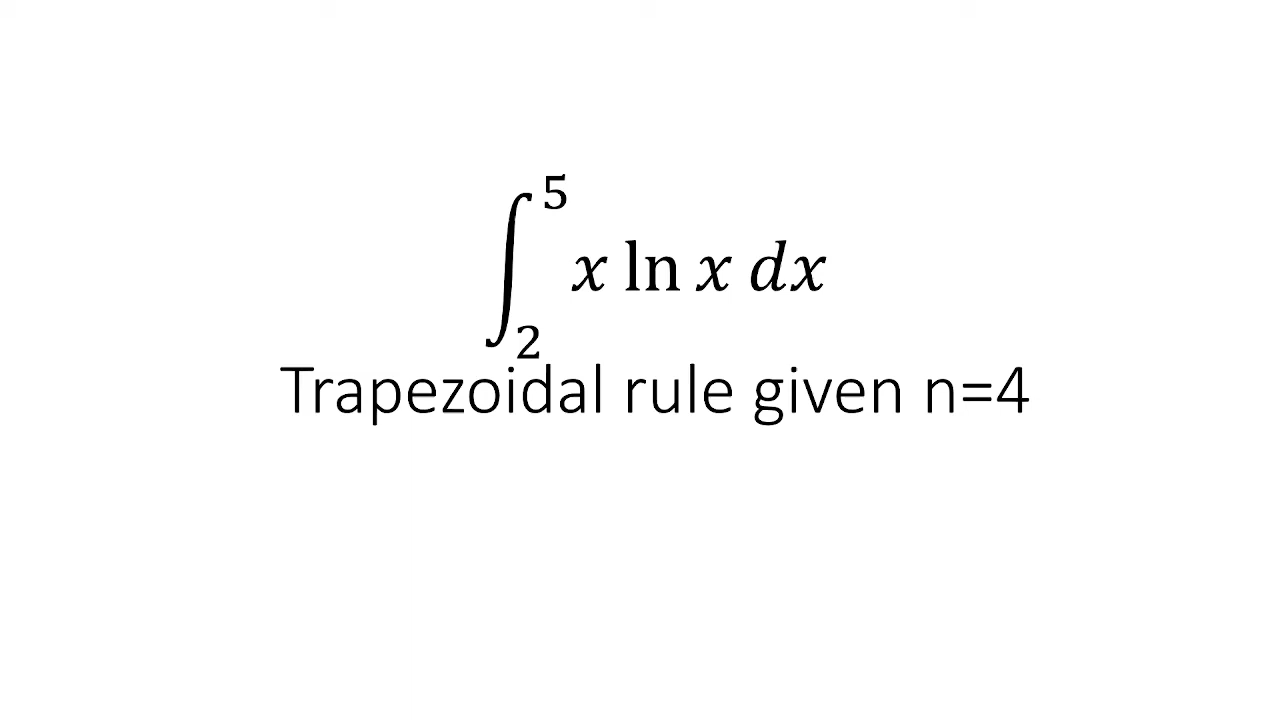 ∫₂⁵ x ln x dx
Trapezoidal rule given n=4